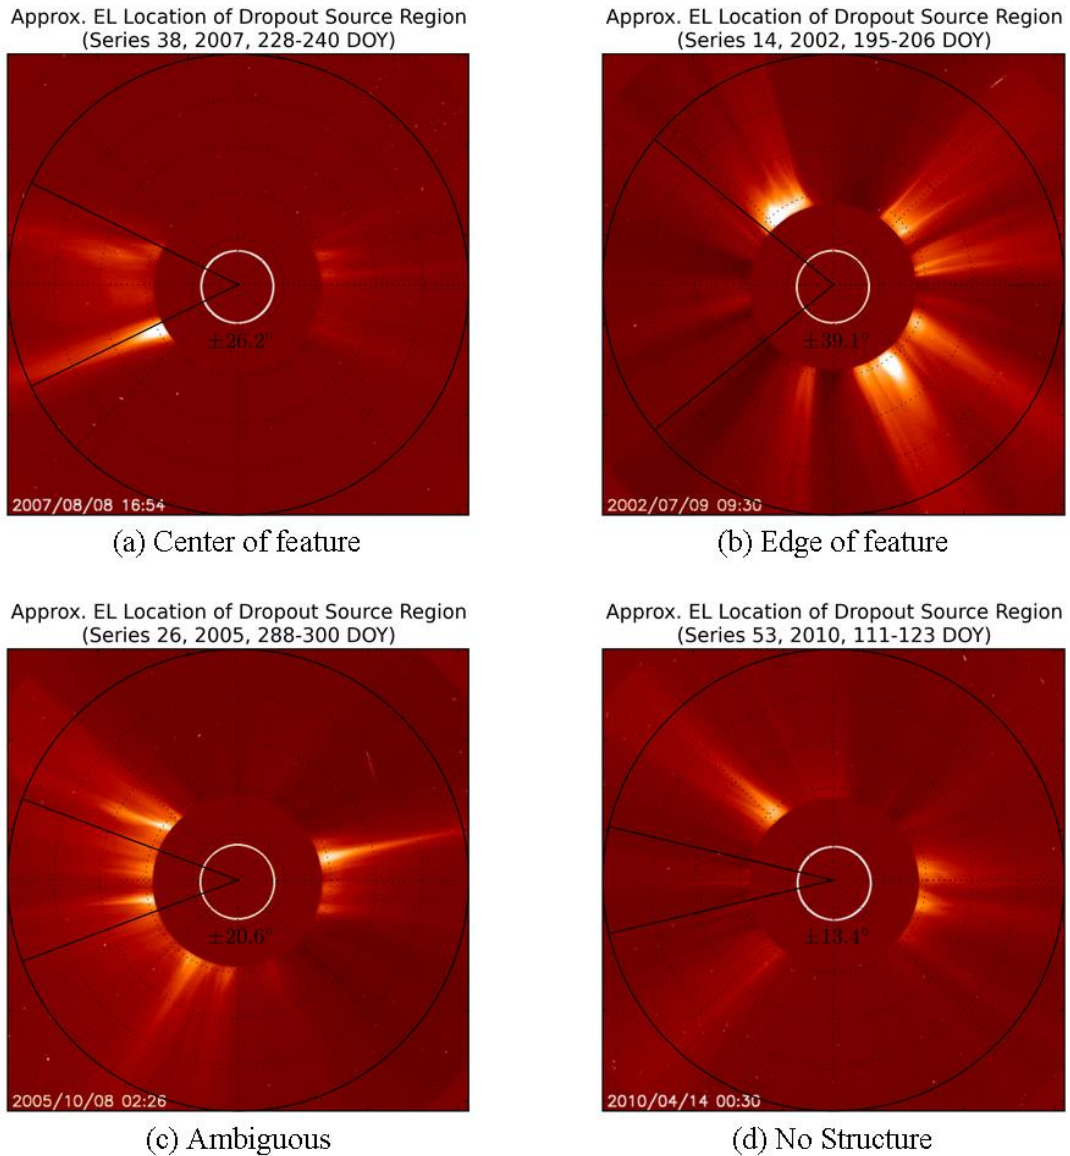 Approx. EL Location of Dropout Source Region
(Series 38, 2007, 228-240 DOY)
±26.2°
2007/08/08 16:54
(a) Center of feature
Approx. EL Location of Dropout Source Region
(Series 14, 2002, 195-206 DOY)
±39.1°
2002/07/09 09:30
(b) Edge of feature
Approx. EL Location of Dropout Source Region
(Series 26, 2005, 288-300 DOY)
±20.6°
2005/10/08 02:26
(c) Ambiguous
Approx. EL Location of Dropout Source Region
(Series 53, 2010, 111-123 DOY)
±13.4°
2010/04/14 00:30
(d) No Structure